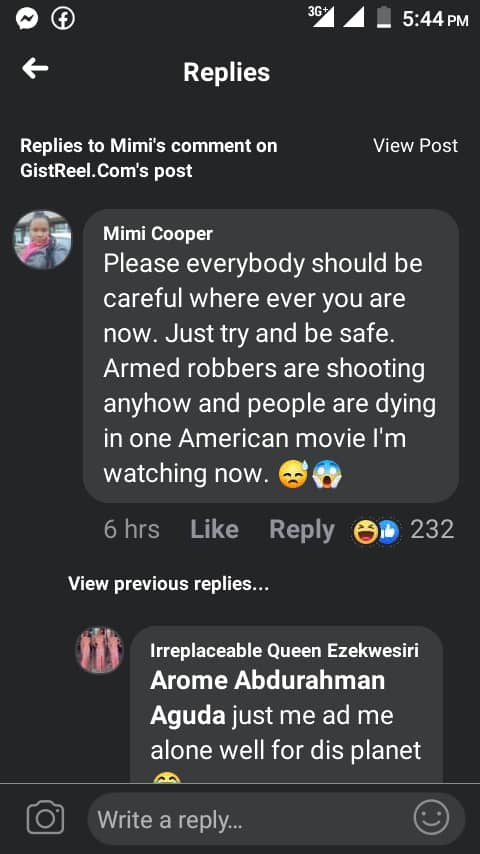 3G+ 5:44 PM
Replies
Replies to Mimi's comment on
GistReel.Com's post
View Post
Mimi Cooper
Please everybody should be
careful where ever you are
now. Just try and be safe.
Armed robbers are shooting
anyhow and people are dying
in one American movie I'm
watching now. 😓😱
6 hrs Like Reply 232
View previous replies...
Irreplaceable Queen Ezekwesiri
Arome Abdurahman
Aguda just me ad me
alone well for dis planet
Write a reply...